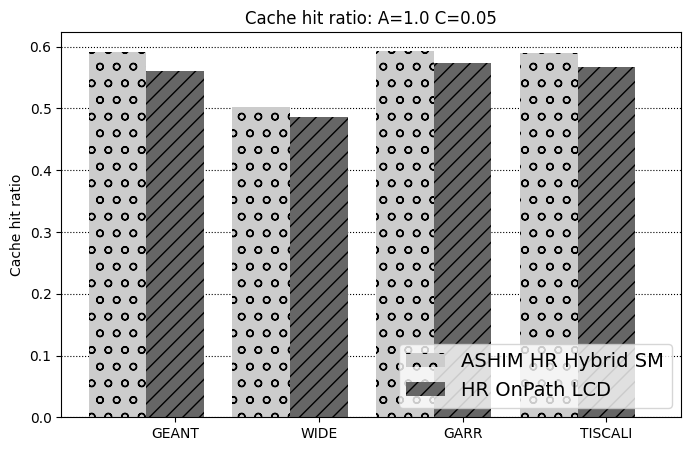 Cache hit ratio: A=1.0 C=0.05
Cache hit ratio
0.6
0.5
0.4
0.3
0.2
0.1
0.0
ASHIM HR Hybrid SM
HR OnPath LCD
GEANT
WIDE
GARR
TISCALI